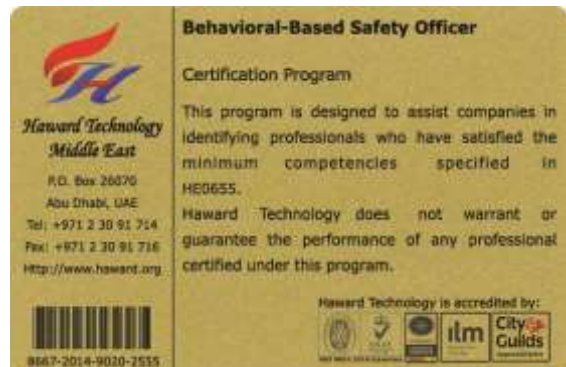 H
Haward Technology
Middle East
P.O. Box 26070
Abu Dhabi, UAE
Tel: +971 2 30 91 714
Fax: +971 2 30 91 716
Http://www.hawant.org
8667-2014-9020-2555
Behavioral-Based Safety Officer
Certification Program
This program is designed to assist companies in
identifying professionals who have satisfied the
minimum competencies specified in
HE0655.
Haward Technology does not warrant or
guarantee the performance of any professional
certified under this program.
Haward Technology is accredited by:
ilm
City
Guilds